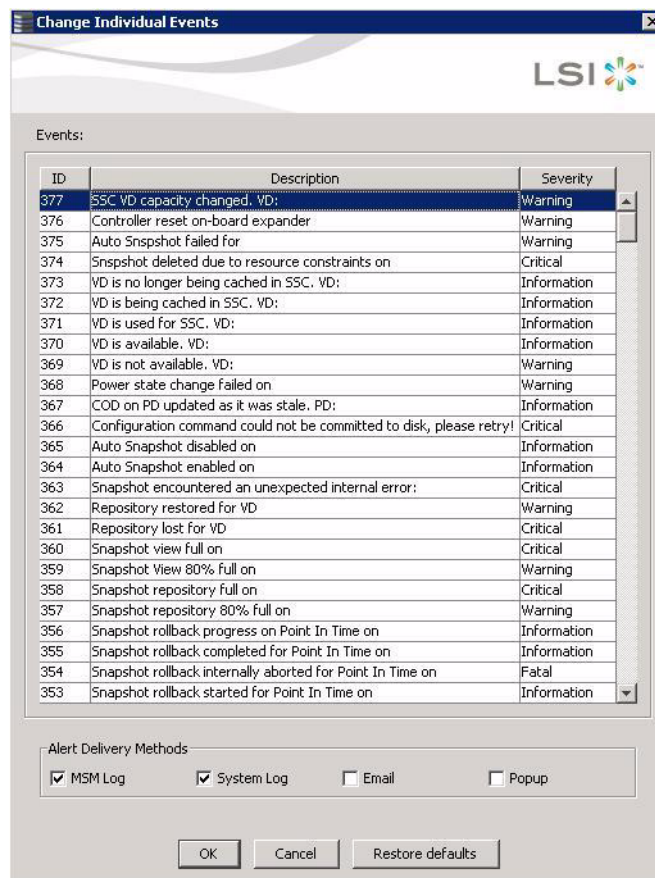 Change Individual Events
LSI
Events:
ID Description Severity
377 SSC VD capacity changed. VD: Warning
376 Controller reset on-board expander Warning
375 Auto Snspshot failed for Warning
374 Snspshot deleted due to resource constraints on Critical
373 VD is no longer being cached in SSC. VD: Information
372 VD is being cached in SSC. VD: Information
371 VD is used for SSC. VD: Information
370 VD is available. VD: Information
369 VD is not available. VD: Warning
368 Power state change failed on Warning
367 COD on PD updated as it was stale. PD: Information
366 Configuration command could not be committed to disk, please retry! Critical
365 Auto Snapshot disabled on Information
364 Auto Snapshot enabled on Information
363 Snapshot encountered an unexpected internal error: Critical
362 Repository restored for VD Warning
361 Repository lost for VD Critical
360 Snapshot view full on Critical
359 Snapshot View 80% full on Warning
358 Snapshot repository full on Critical
357 Snapshot repository 80% full on Warning
356 Snapshot rollback progress on Point In Time on Information
355 Snapshot rollback completed for Point In Time on Information
354 Snapshot rollback internally aborted for Point In Time on Fatal
353 Snapshot rollback started for Point In Time on Information
Alert Delivery Methods
MSM Log System Log Email Popup
OK Cancel Restore defaults